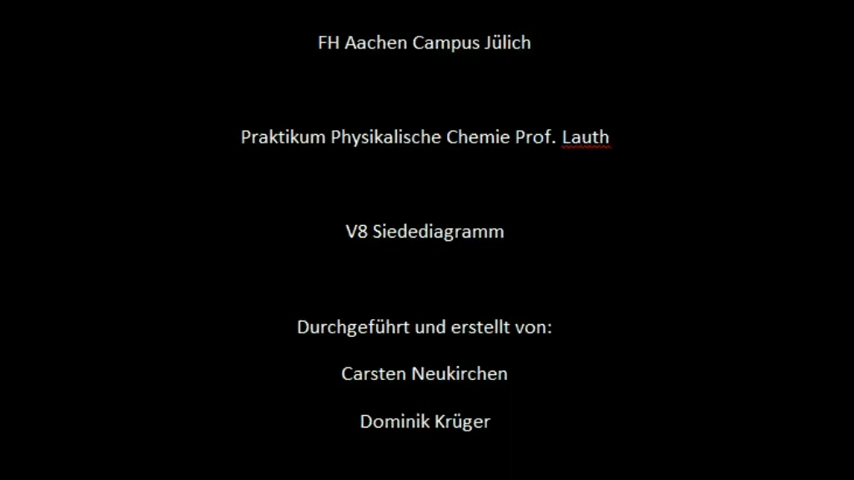 FH Aachen Campus Jülich
Praktikum Physikalische Chemie Prof. Lauth
V8 Siedediagramm
Durchgeführt und erstellt von:
Carsten Neukirchen
Dominik Krüger